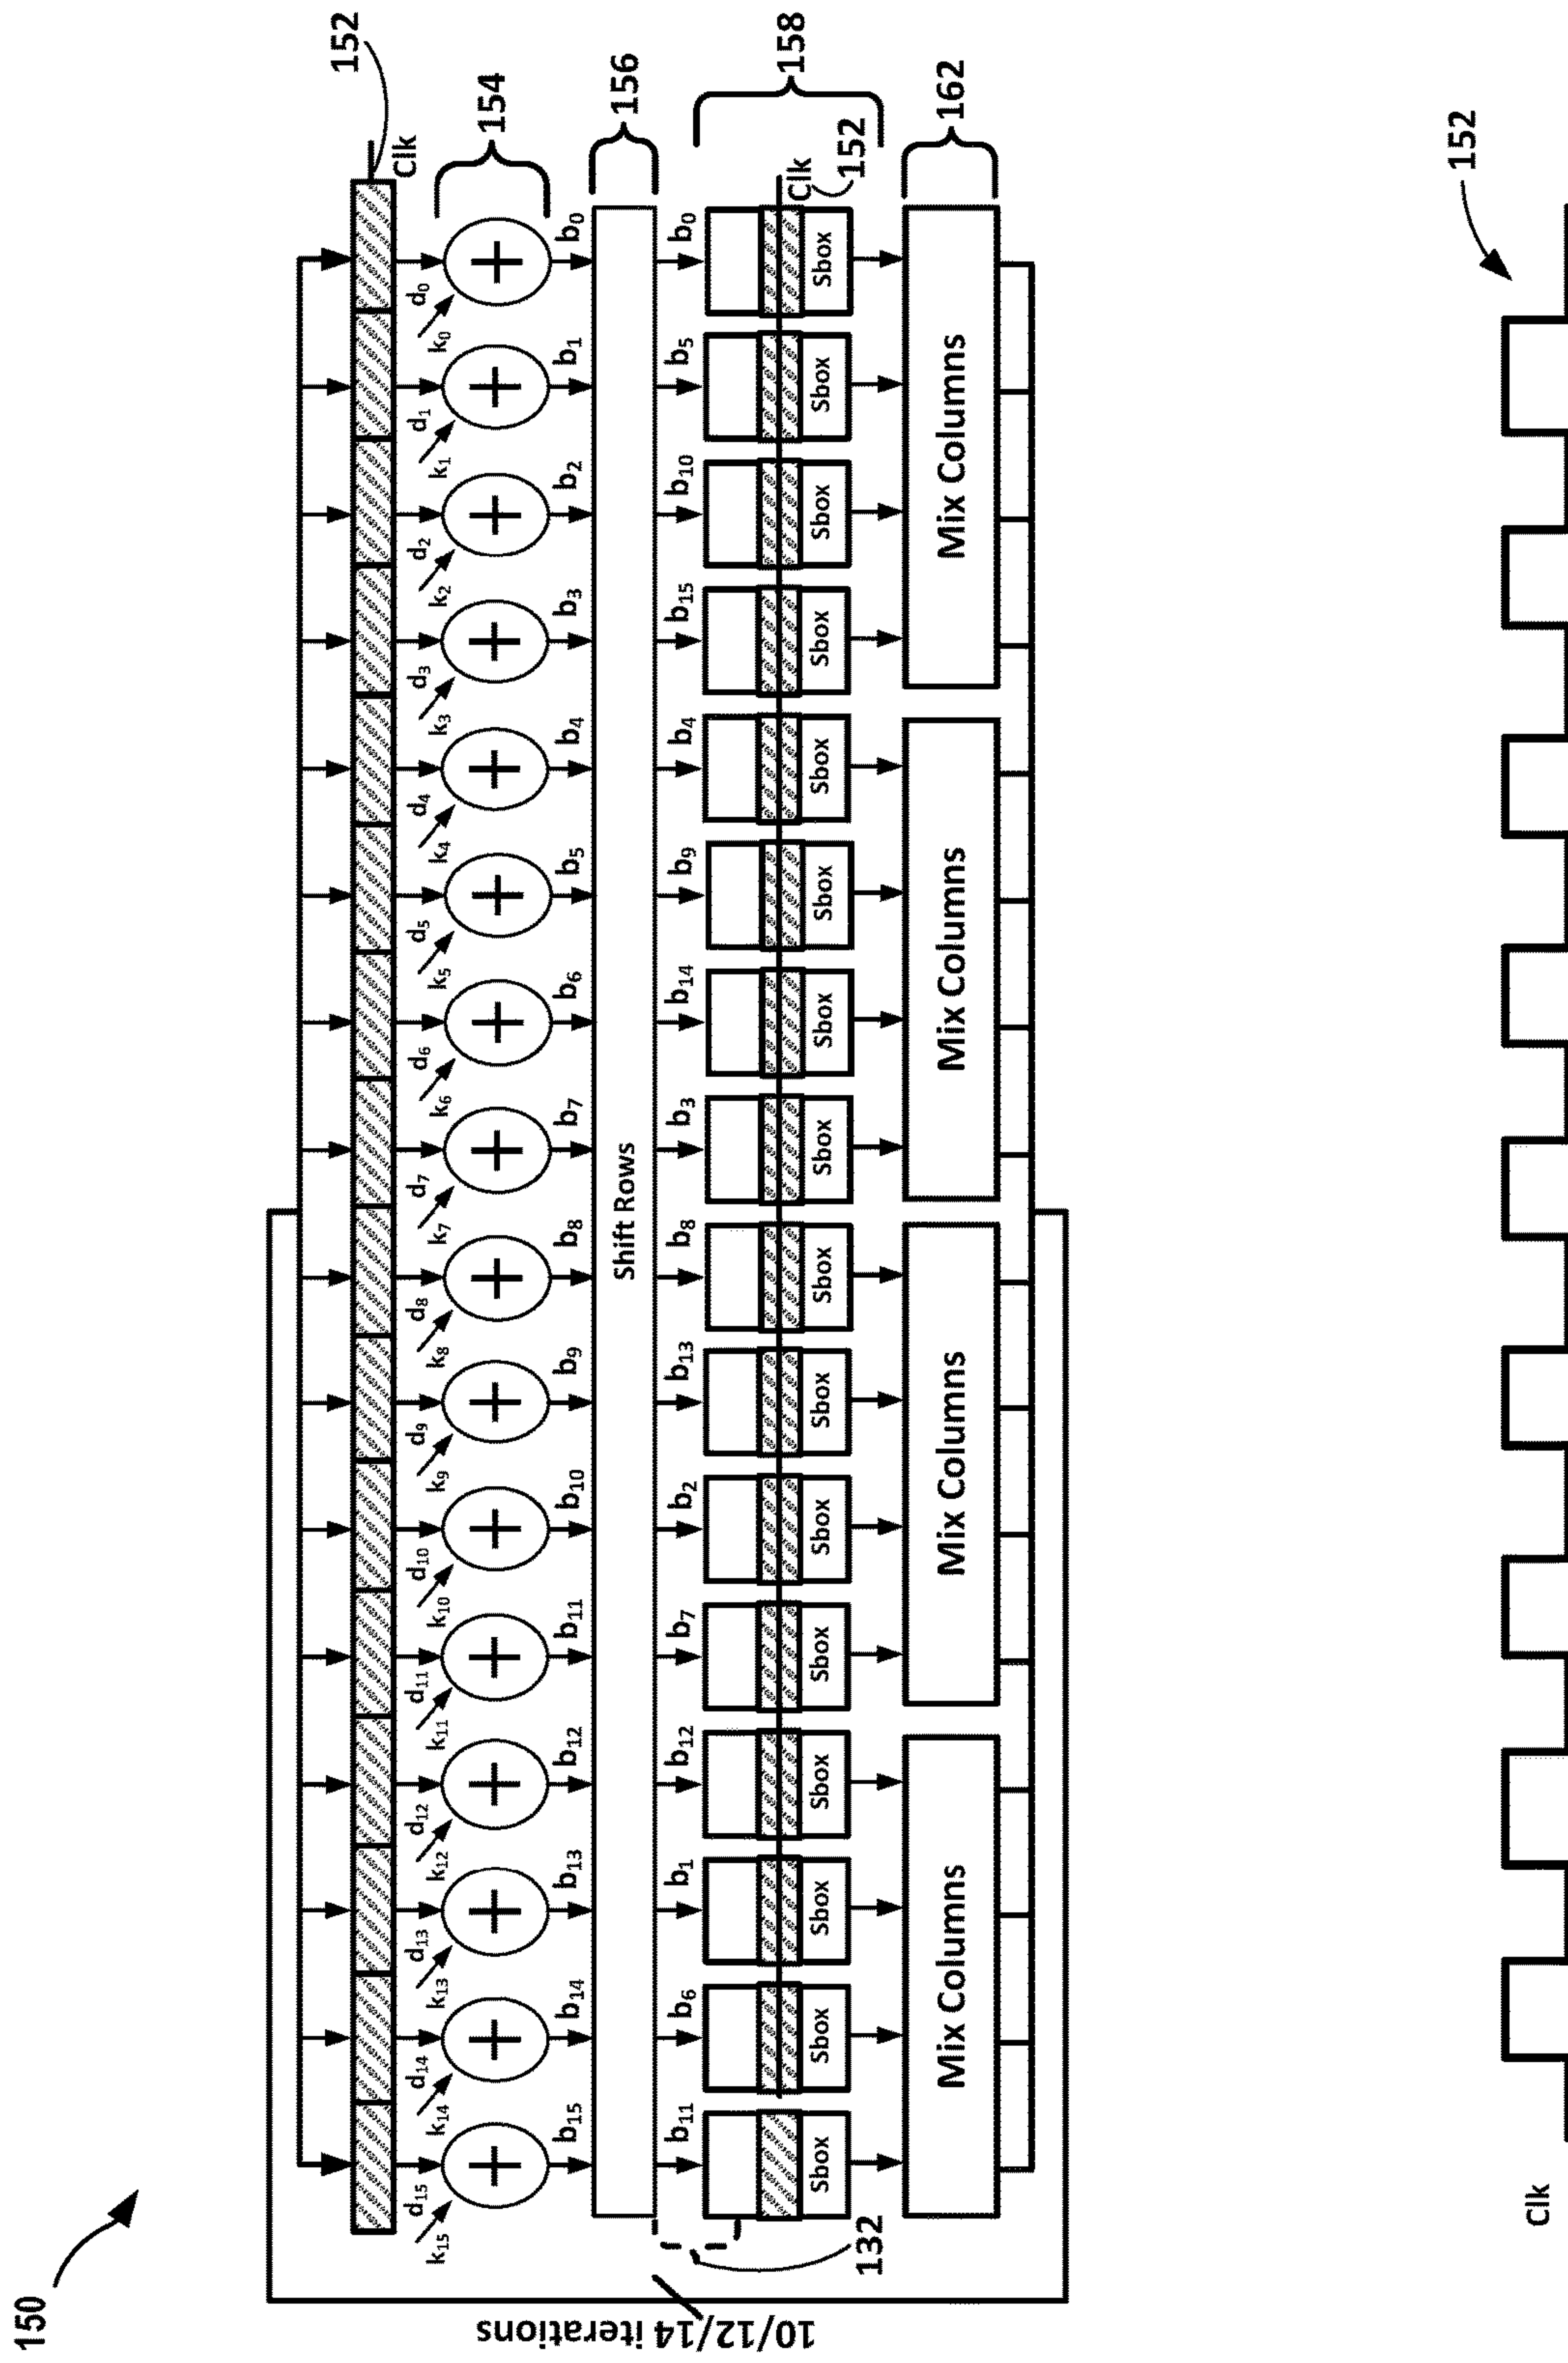 150
152
Clk
d15 d14 d13 d12 d11 d10 d9 d8 d7 d6 d5 d4 d3 d2 d1 d0
k15 k14 k13 k12 k11 k10 k9 k8 k7 k6 k5 k4 k3 k2 k1 k0
154
b15 b14 b13 b12 b11 b10 b9 b8 b7 b6 b5 b4 b3 b2 b1 b0
Shift Rows
156
b11 b6 b1 b12 b7 b2 b13 b8 b3 b14 b9 b4 b15 b10 b5 b0
158
Clk
152
Sbox Sbox Sbox Sbox Sbox Sbox Sbox Sbox Sbox Sbox Sbox Sbox Sbox Sbox Sbox Sbox
132
Mix Columns Mix Columns Mix Columns Mix Columns
162
10/12/14 iterations
152
Clk